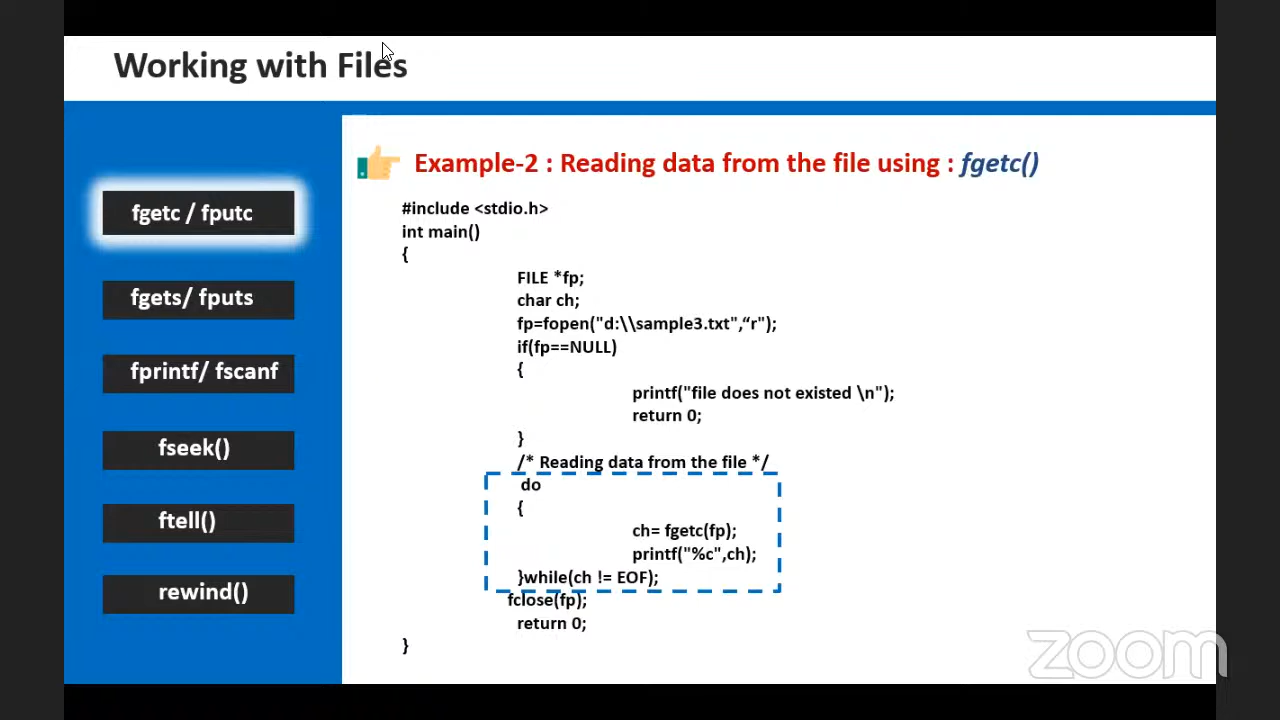 Working with Files
fgetc / fputc
fgets/ fputs
fprintf/ fscanf
fseek()
ftell()
rewind()
Example-2 : Reading data from the file using : fgetc()
#include <stdio.h>
int main()
{
FILE *fp;
char ch;
fp=fopen("d:\\sample3.txt",“r");
if(fp==NULL)
{
printf("file does not existed \n");
return 0;
}
/* Reading data from the file */
do
{
ch= fgetc(fp);
printf("%c",ch);
}while(ch != EOF);
fclose(fp);
return 0;
}
zoom